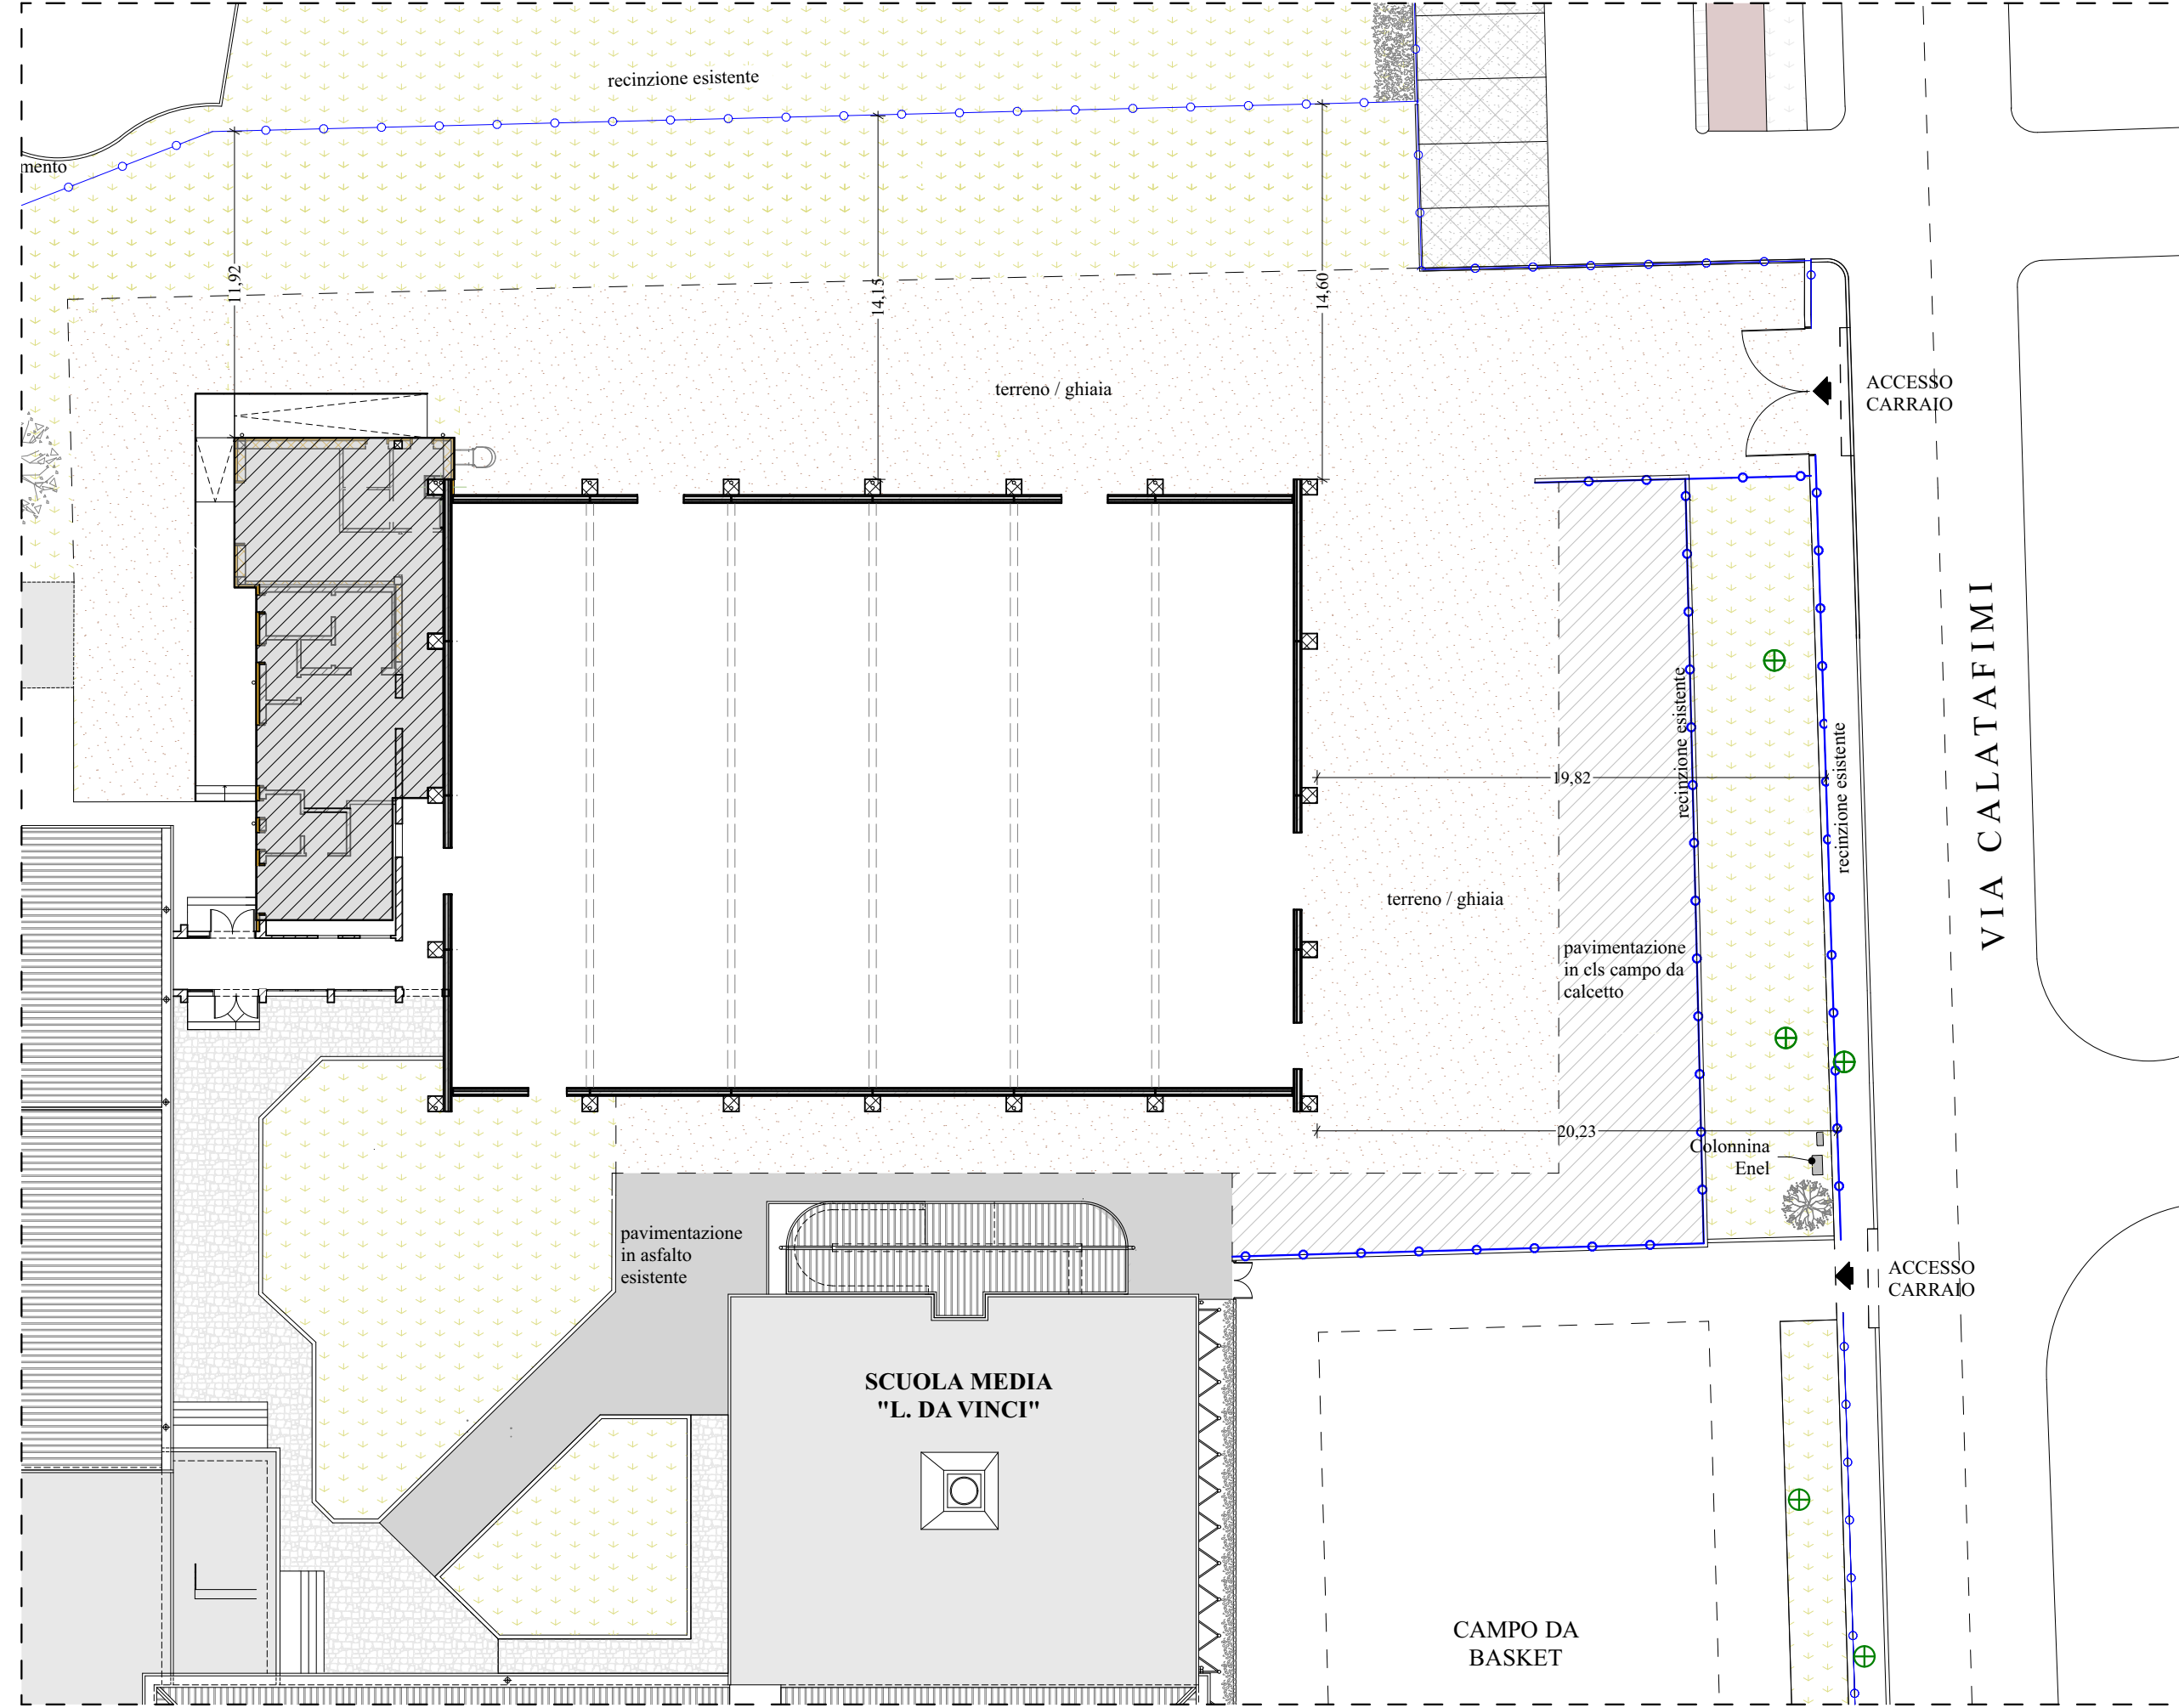 recinzione esistente
mento
11,92
14,15
14,60
terreno / ghiaia
ACCESSO
CARRAIO
VIA CALATAFIMI
recinzione esistente
recinzione esistente
19,82
terreno / ghiaia
pavimentazione
in cls campo da
calcetto
20,23
Colonnina
Enel
pavimentazione
in asfalto
esistente
ACCESSO
CARRAIO
SCUOLA MEDIA
"L. DA VINCI"
CAMPO DA
BASKET